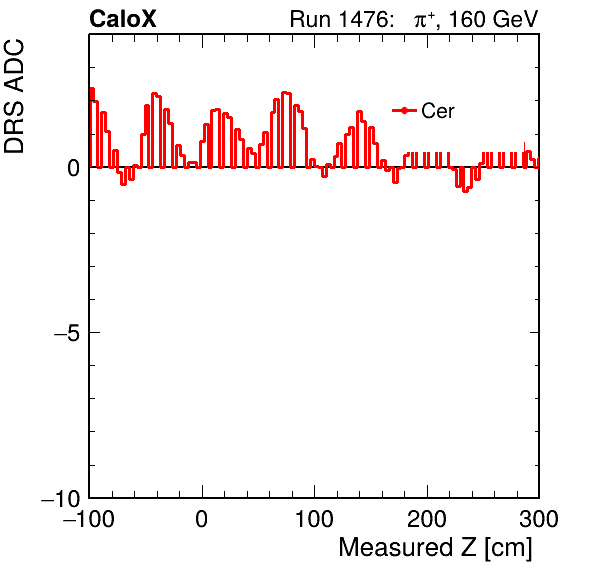 CaloX Run 1476: π⁺, 160 GeV
DRS ADC
Cer
0
−5
−10
−100 0 100 200 300
Measured Z [cm]